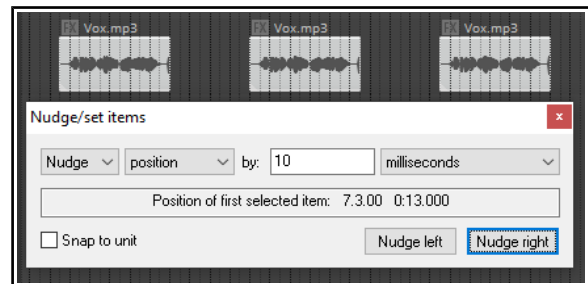 FX Vox.mp3 FX Vox.mp3 FX Vox.mp3
Nudge/set items x
Nudge position by: 10 milliseconds
Position of first selected item: 7.3.00 0:13.000
Snap to unit Nudge left Nudge right